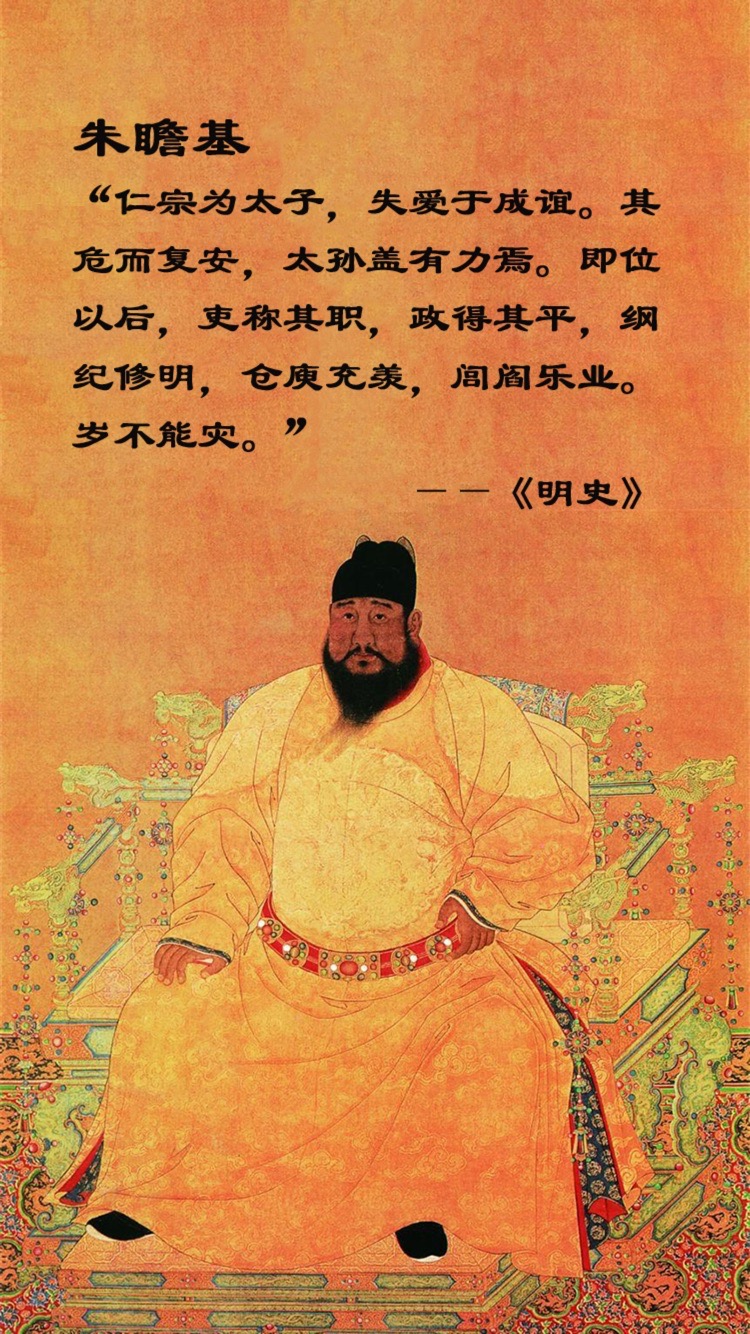 朱瞻基
“仁宗为太子，失爱于成谊。其
危而复安，太孙盖有力焉。即位
以后，吏称其职，政得其平，纲
纪修明，仓庾充羡，闾阎乐业。
岁不能灾。”
——《明史》